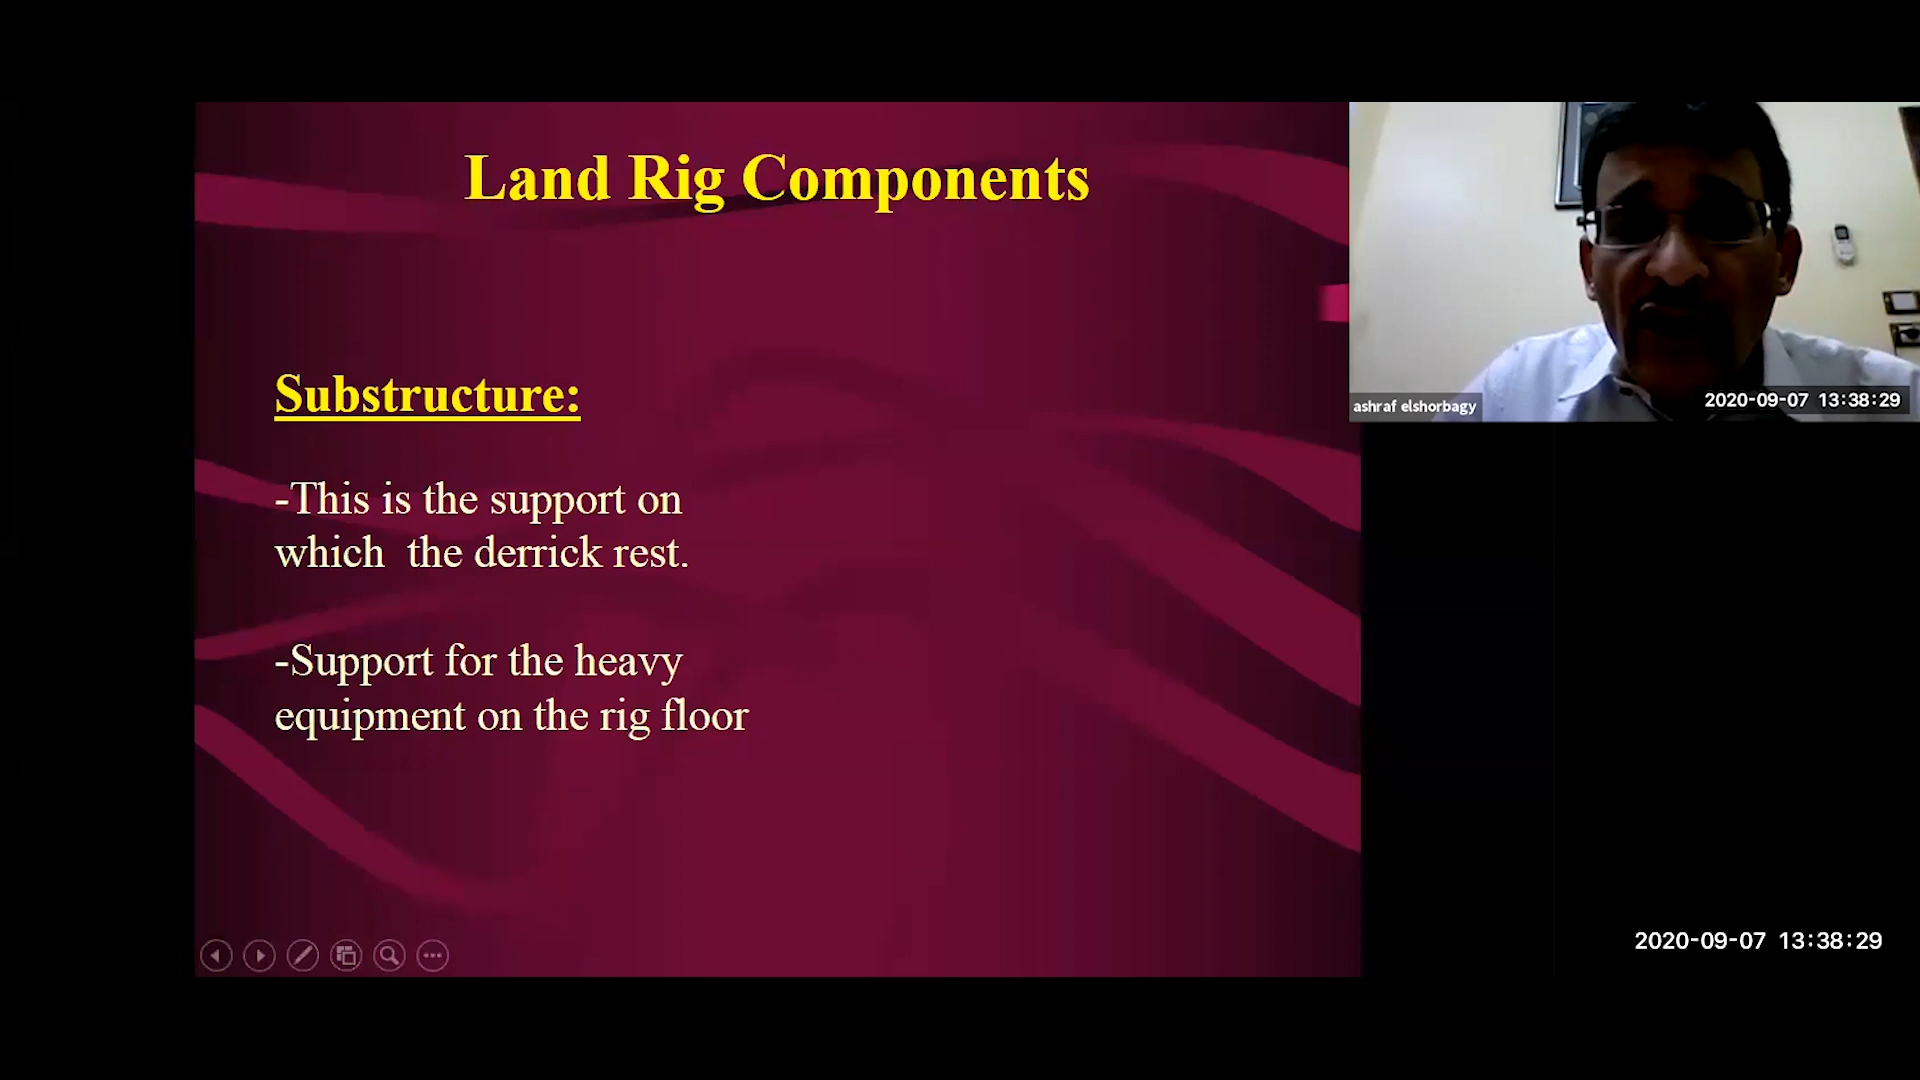 Land Rig Components
Substructure:
-This is the support on
which  the derrick rest.
-Support for the heavy
equipment on the rig floor
ashraf elshorbagy
2020-09-07 13:38:29
2020-09-07 13:38:29